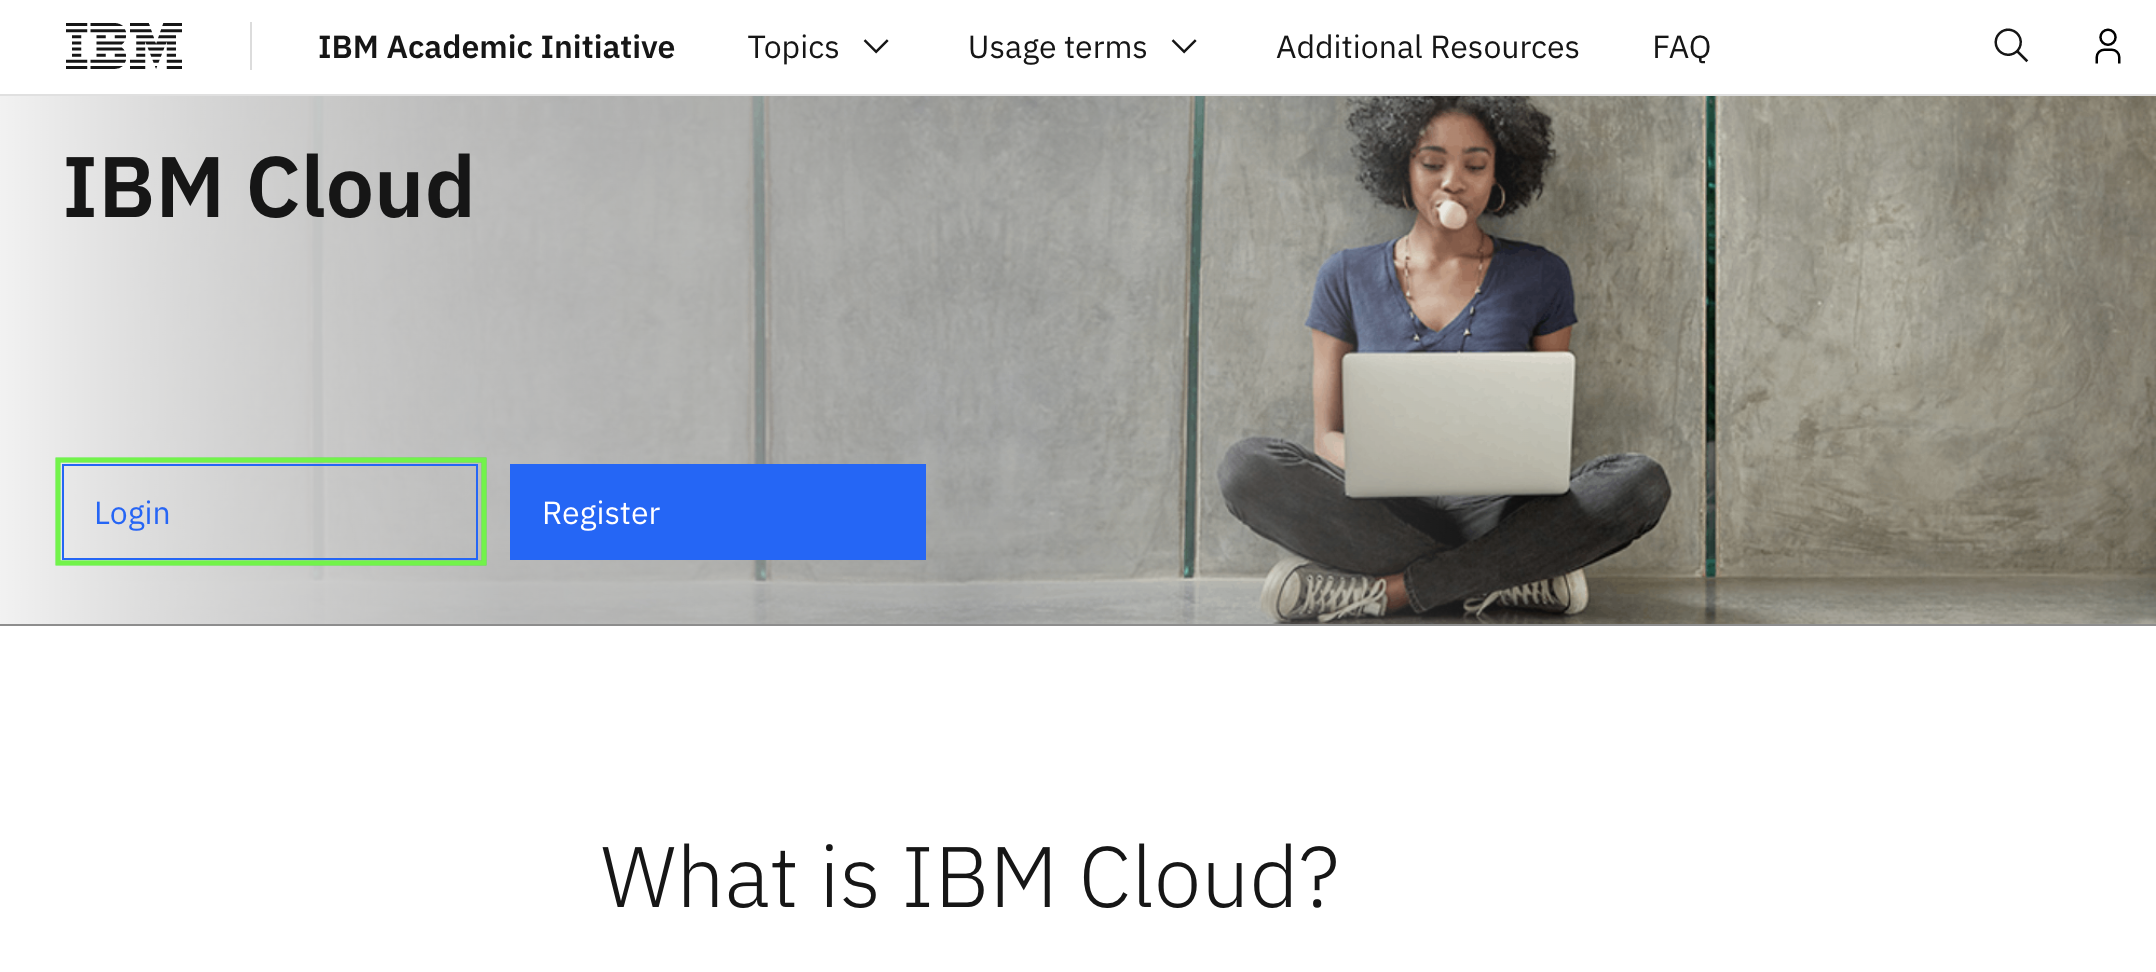 IBM
IBM Academic Initiative
Topics
Usage terms
Additional Resources
FAQ
IBM Cloud
Login
Register
What is IBM Cloud?